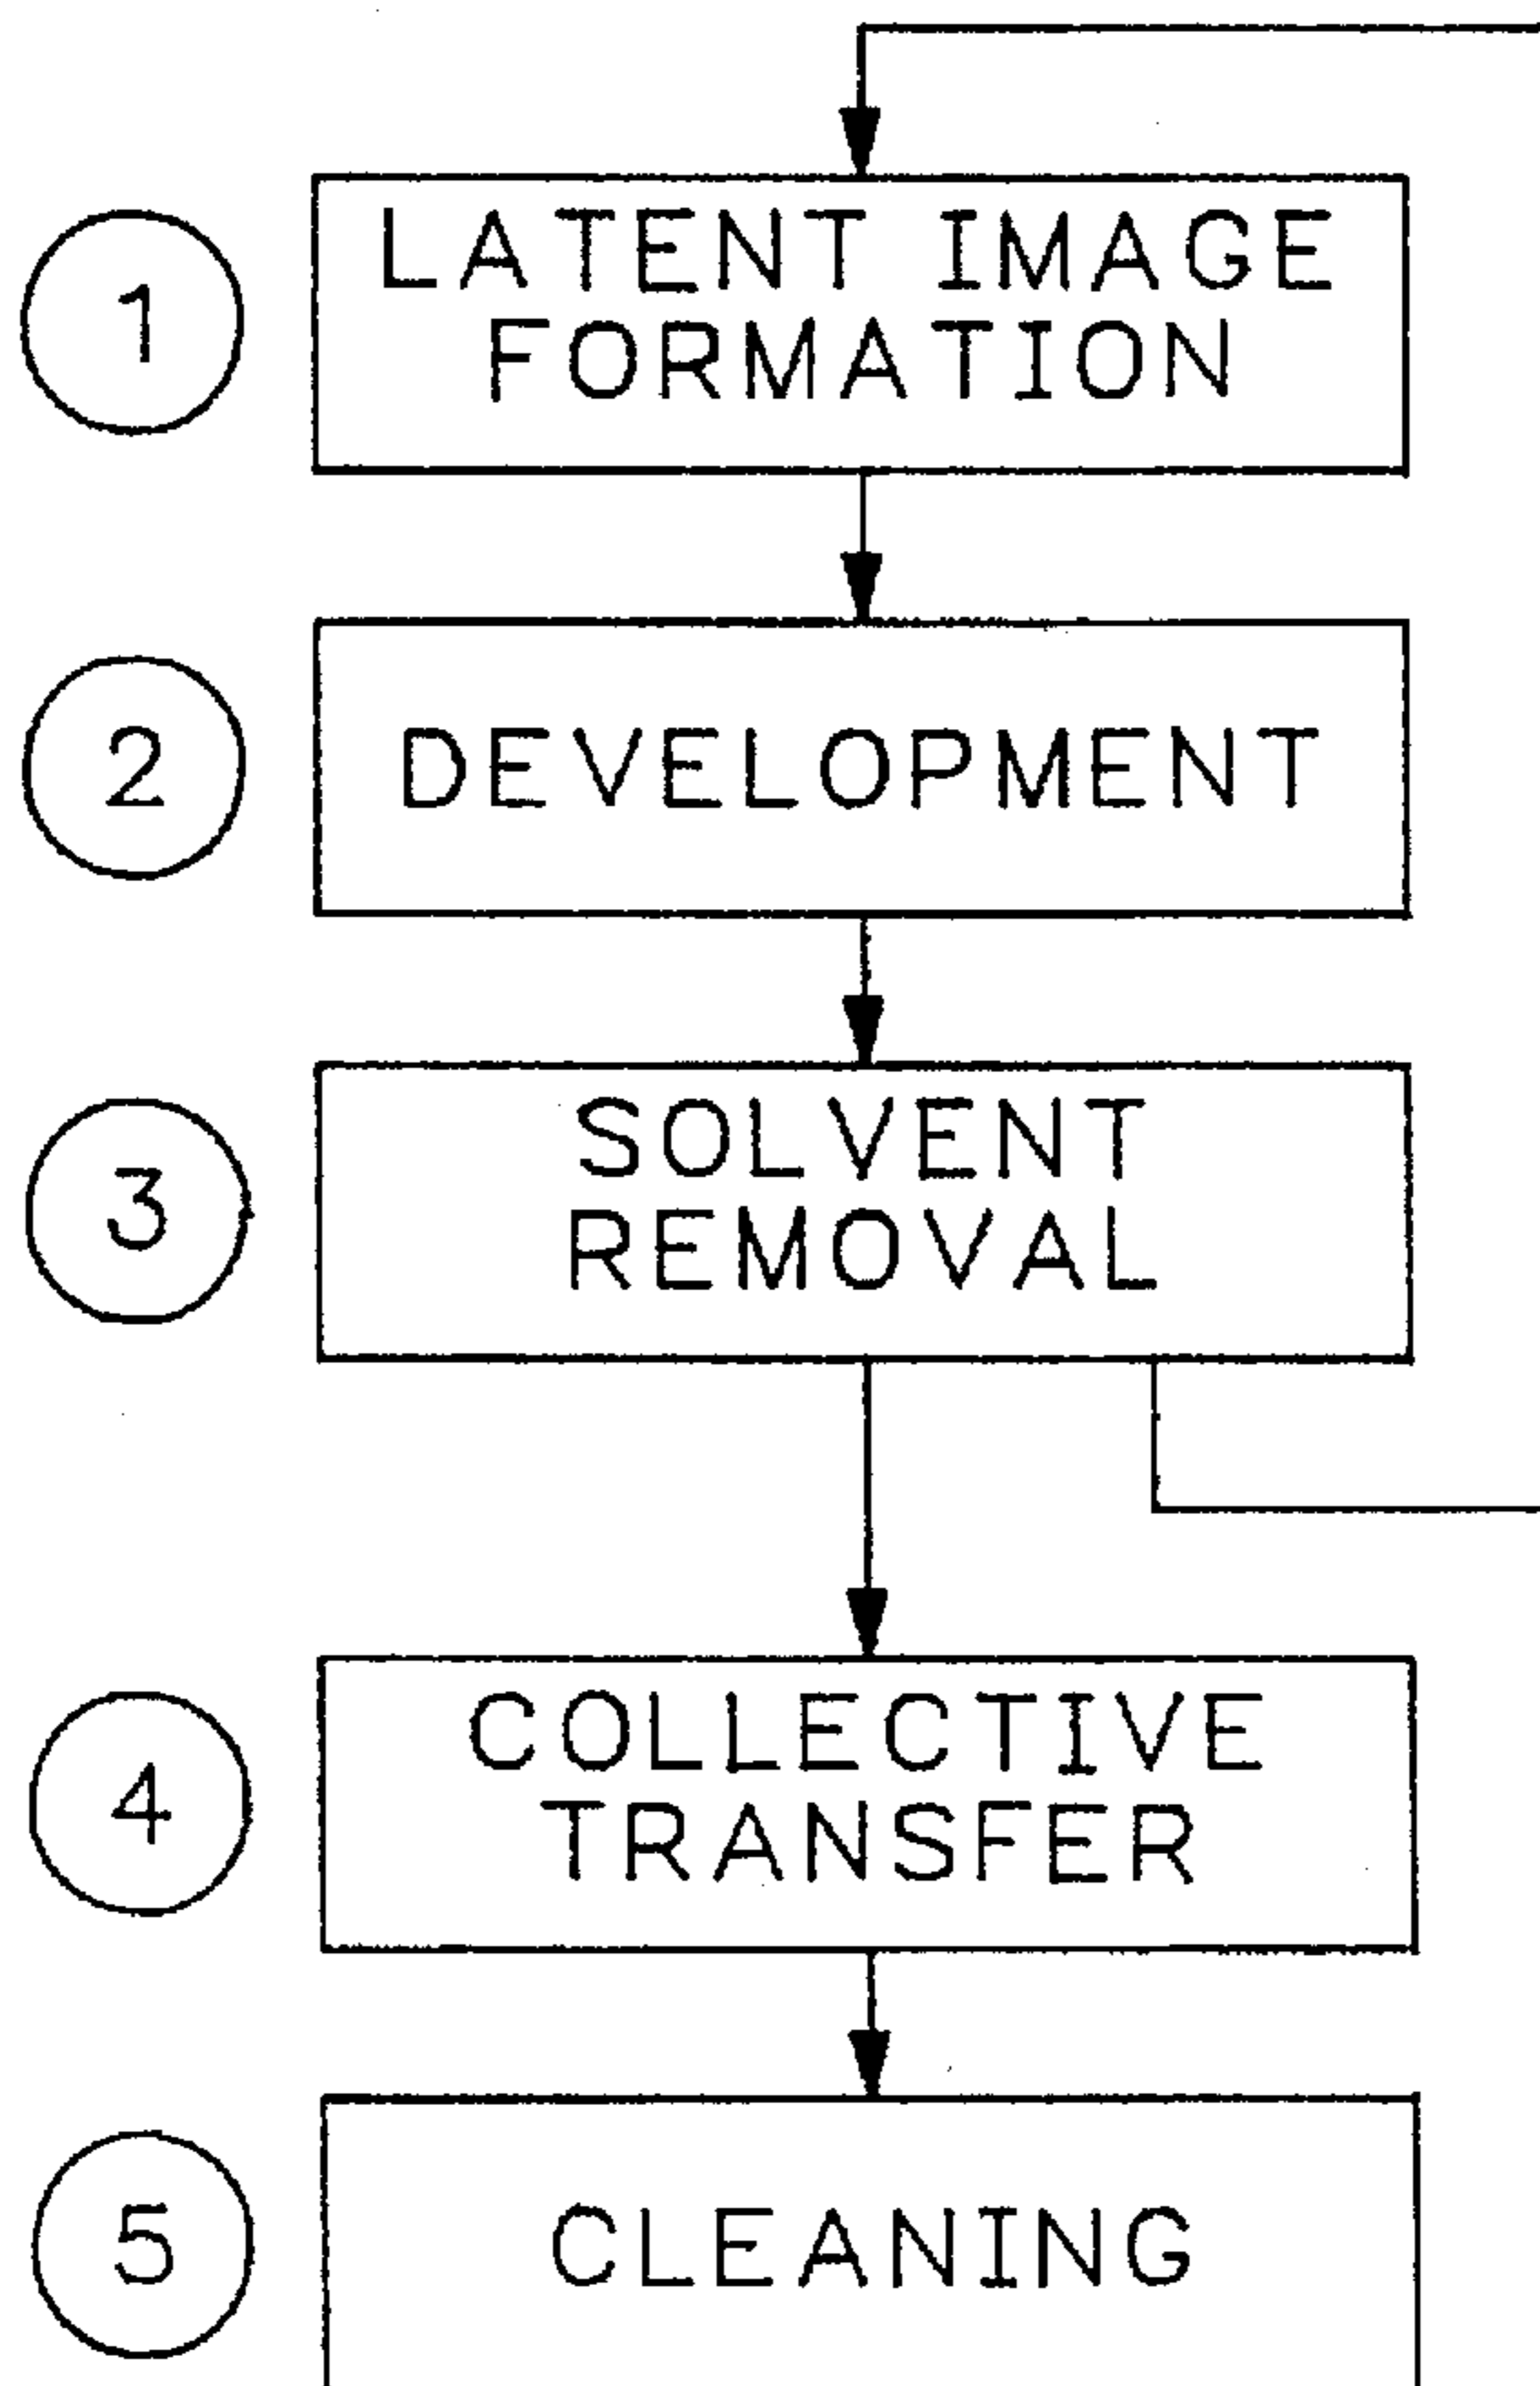 1
LATENT IMAGE
FORMATION
2
DEVELOPMENT
3
SOLVENT
REMOVAL
4
COLLECTIVE
TRANSFER
5
CLEANING